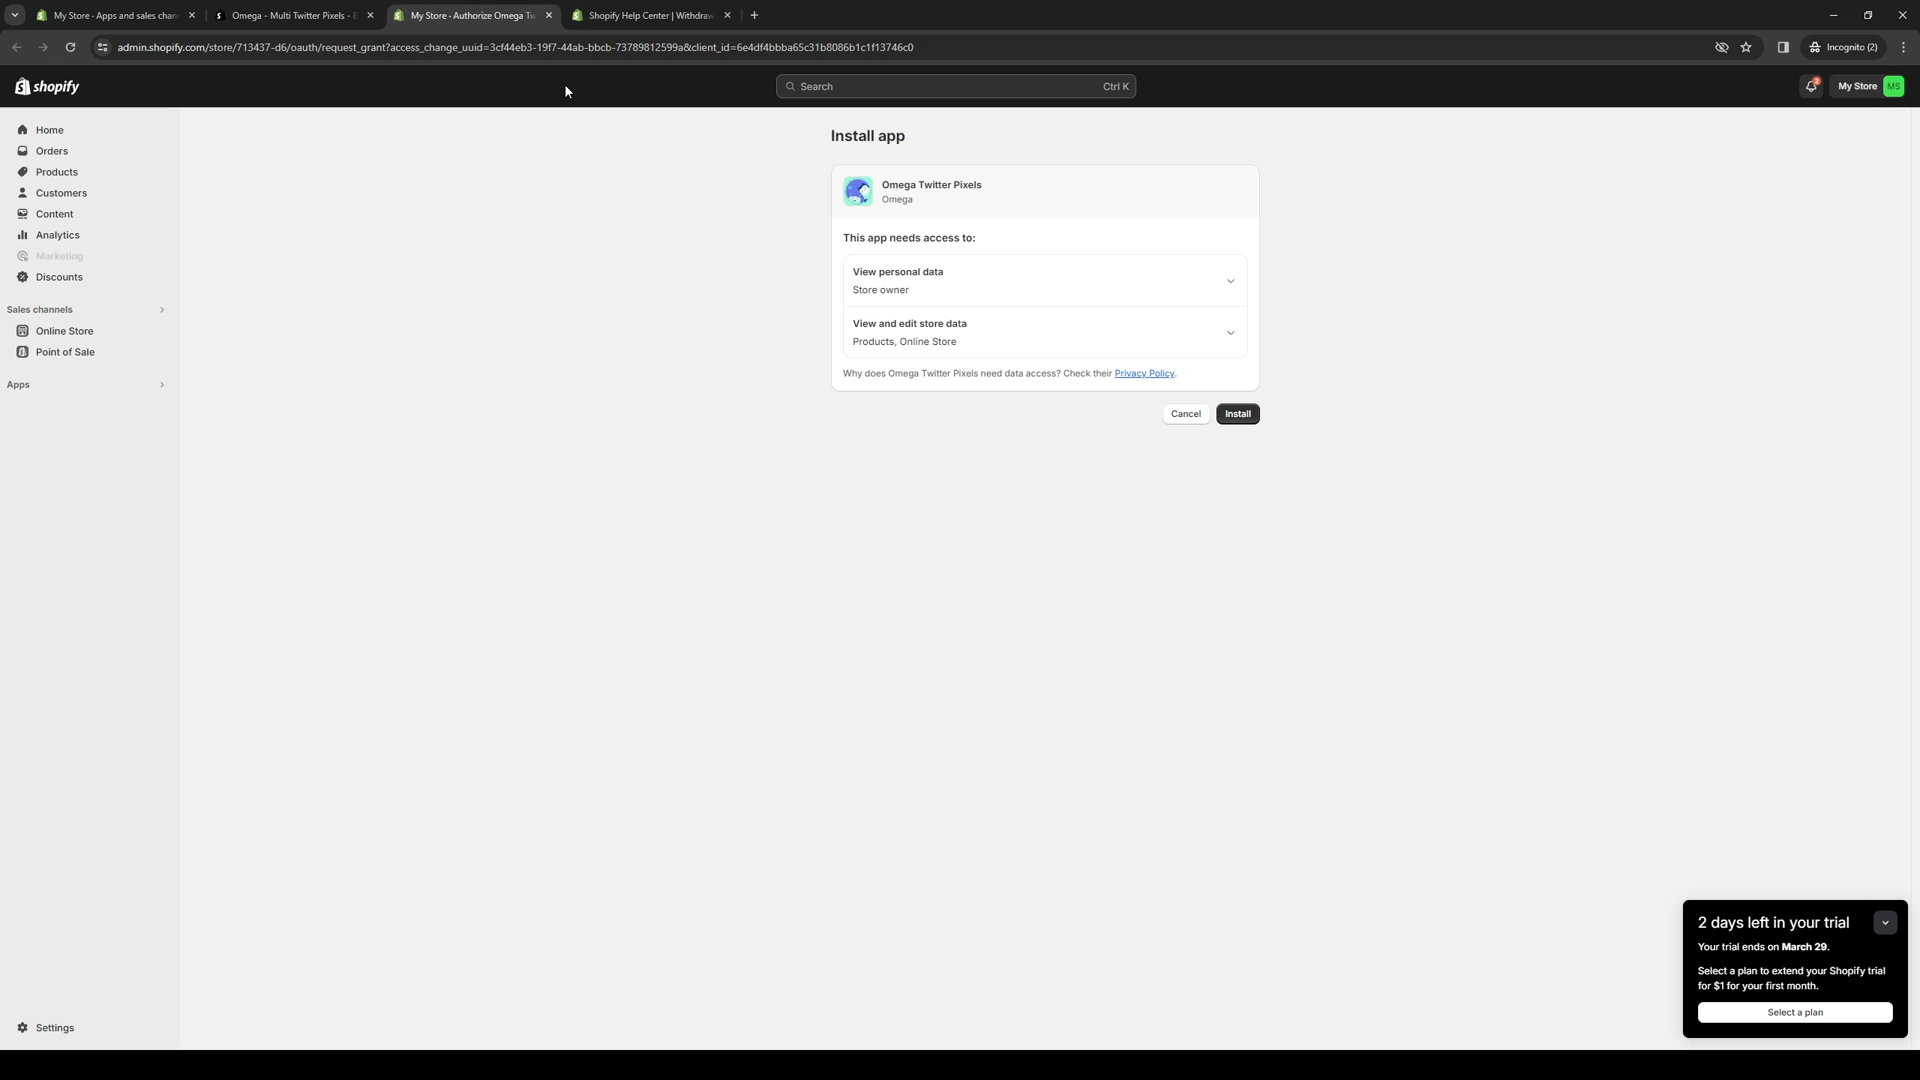 My Store · Apps and sales chan
Omega - Multi Twitter Pixels - E
My Store · Authorize Omega Tw
Shopify Help Center | Withdraw
admin.shopify.com/store/713437-d6/oauth/request_grant?access_change_uuid=3cf44eb3-19f7-44ab-bbcb-73789812599a&client_id=6e4df4bbba65c31b8086b1c1f13746c0
Incognito (2)
shopify
Search
Ctrl K
2
My Store
MS
Home
Orders
Products
Customers
Content
Analytics
Marketing
Discounts
Sales channels
Online Store
Point of Sale
Apps
Settings
Install app
Omega Twitter Pixels
Omega
This app needs access to:
View personal data
Store owner
View and edit store data
Products, Online Store
Why does Omega Twitter Pixels need data access? Check their Privacy Policy.
Cancel
Install
2 days left in your trial
Your trial ends on March 29.
Select a plan to extend your Shopify trial
for $1 for your first month.
Select a plan